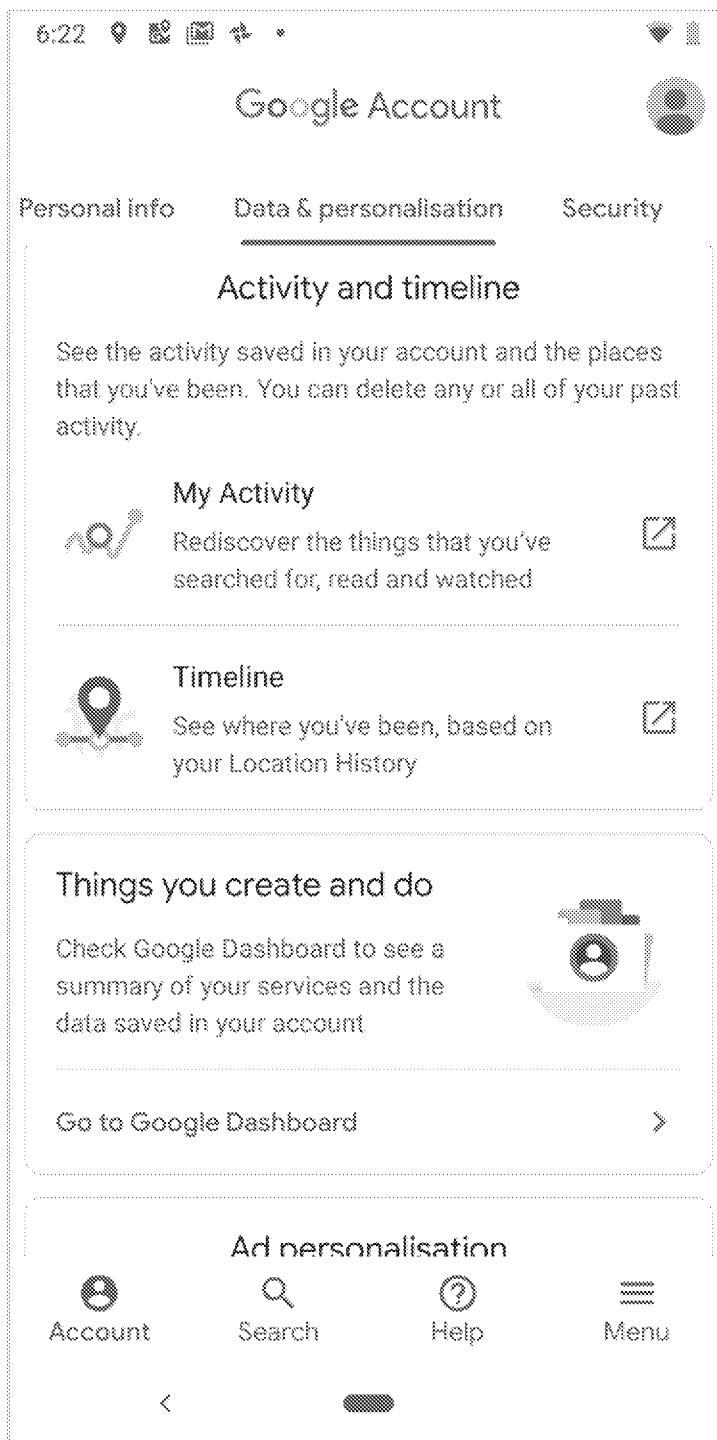 6:22
Google Account
Personal info Data & personalisation Security
Activity and timeline
See the activity saved in your account and the places
that you've been. You can delete any or all of your past
activity.
My Activity
Rediscover the things that you've
searched for, read and watched
Timeline
See where you've been, based on
your Location History
Things you create and do
Check Google Dashboard to see a
summary of your services and the
data saved in your account
Go to Google Dashboard
Ad personalisation
Account Search Help Menu